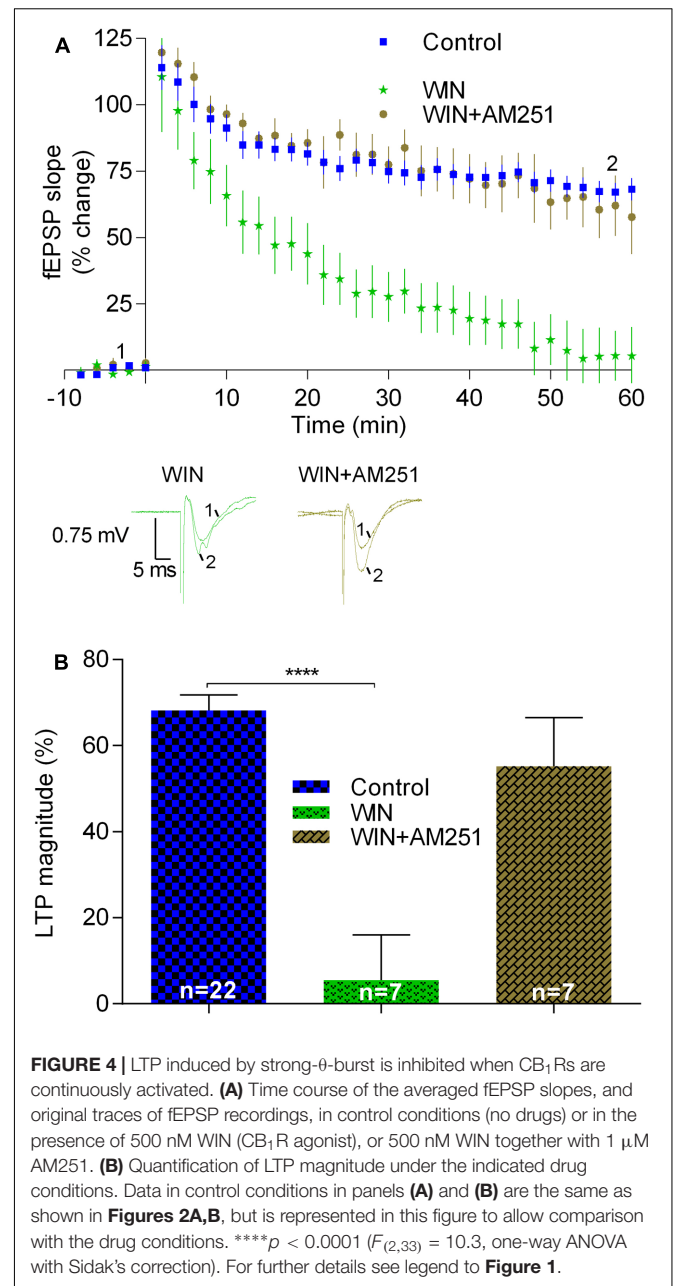 A
125
100
75
50
25
fEPSP slope
(% change)
Control
WIN
WIN+AM251
1
2
-10
10
20
30
40
50
60
Time (min)
WIN
WIN+AM251
0.75 mV
5 ms
1
2
1
2
B
80
60
40
20
0
LTP magnitude (%)
****
Control
WIN
WIN+AM251
n=22
n=7
n=7
FIGURE 4 | LTP induced by strong-θ-burst is inhibited when CB₁Rs are
continuously activated. (A) Time course of the averaged fEPSP slopes, and
original traces of fEPSP recordings, in control conditions (no drugs) or in the
presence of 500 nM WIN (CB₁R agonist), or 500 nM WIN together with 1 μM
AM251. (B) Quantification of LTP magnitude under the indicated drug
conditions. Data in control conditions in panels (A) and (B) are the same as
shown in Figures 2A,B, but is represented in this figure to allow comparison
with the drug conditions. ****p < 0.0001 (F(2,33) = 10.3, one-way ANOVA
with Sidak's correction). For further details see legend to Figure 1.